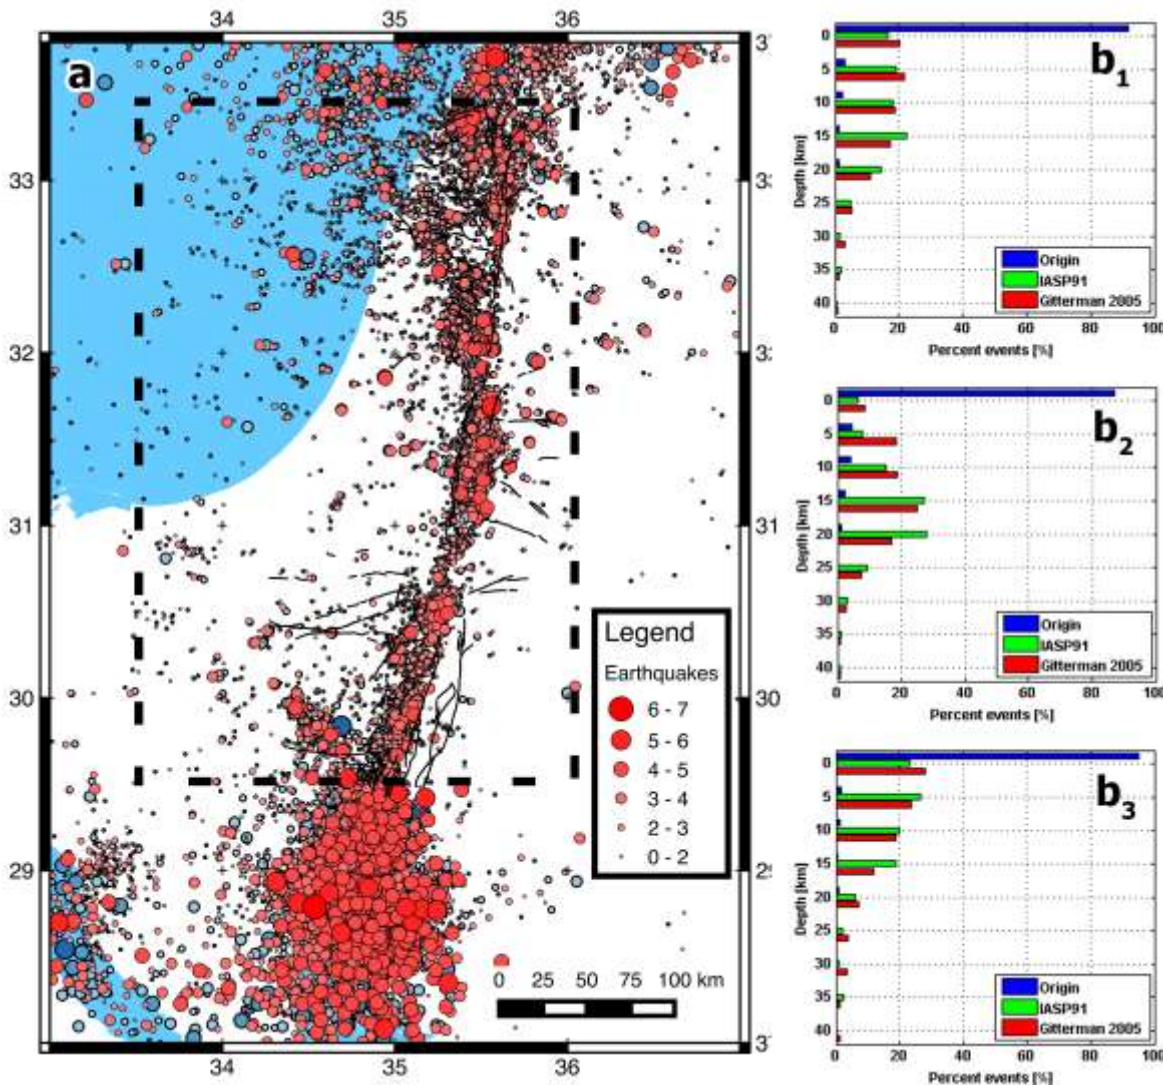 34
35
36
a
33
32
31
30
29
Legend
Earthquakes
6 - 7
5 - 6
4 - 5
3 - 4
2 - 3
0 - 2
0 25 50 75 100 km
34
35
36
b1
0
5
10
15
20
25
30
35
40
Depth [km]
Origin
IASP91
Gitterman 2005
0 20 40 60 80 100
Percent events [%]
b2
0
5
10
15
20
25
30
35
40
Depth [km]
Origin
IASP91
Gitterman 2005
0 20 40 60 80 100
Percent events [%]
b3
0
5
10
15
20
25
30
35
40
Depth [km]
Origin
IASP91
Gitterman 2005
0 20 40 60 80 100
Percent events [%]